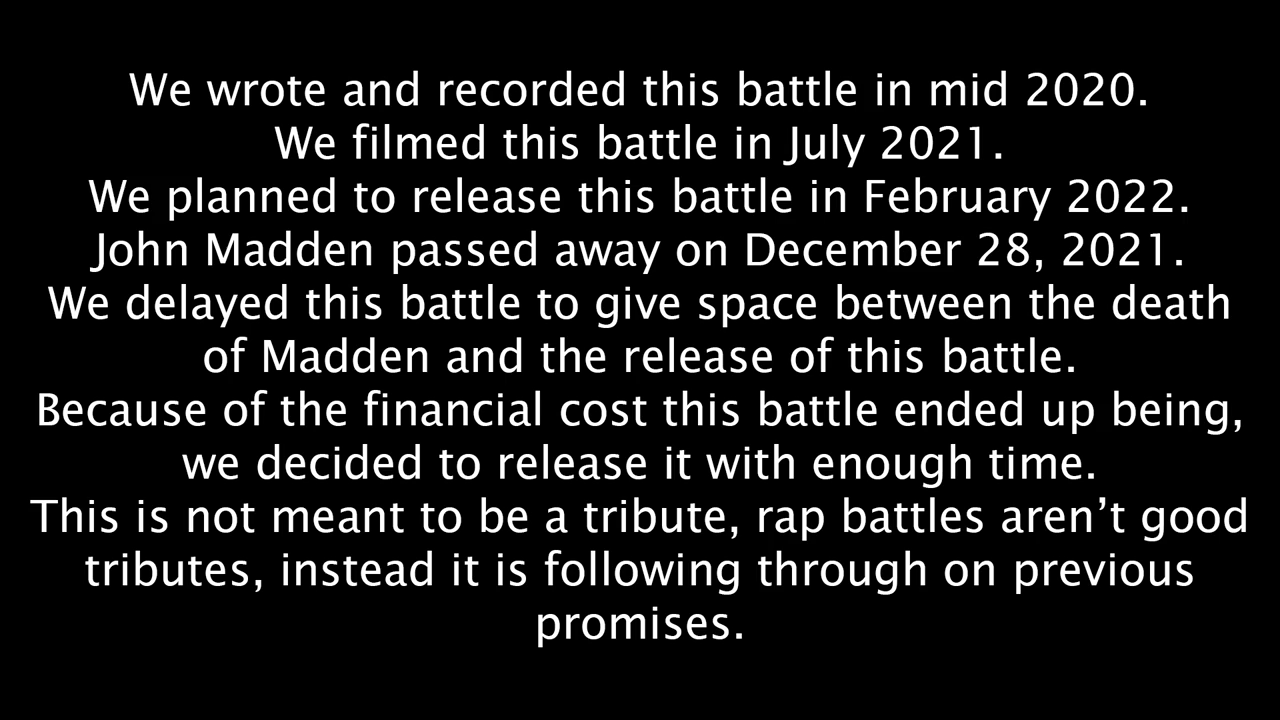 We wrote and recorded this battle in mid 2020.
We filmed this battle in July 2021.
We planned to release this battle in February 2022.
John Madden passed away on December 28, 2021.
We delayed this battle to give space between the death
of Madden and the release of this battle.
Because of the financial cost this battle ended up being,
we decided to release it with enough time.
This is not meant to be a tribute, rap battles aren’t good
tributes, instead it is following through on previous
promises.